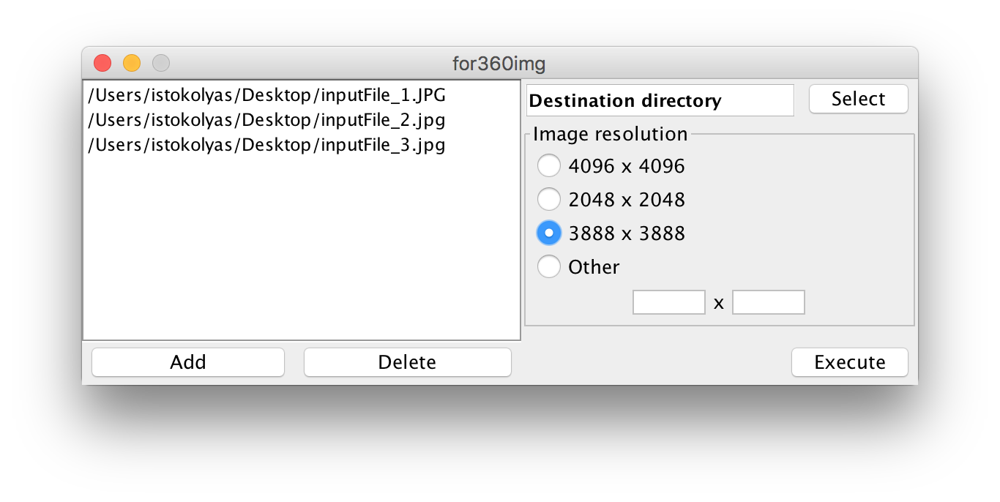 for360img
/Users/istokolyas/Desktop/inputFile_1.JPG
/Users/istokolyas/Desktop/inputFile_2.jpg
/Users/istokolyas/Desktop/inputFile_3.jpg
Add
Delete
Destination directory
Select
Image resolution
4096 x 4096
2048 x 2048
3888 x 3888
Other
x
Execute